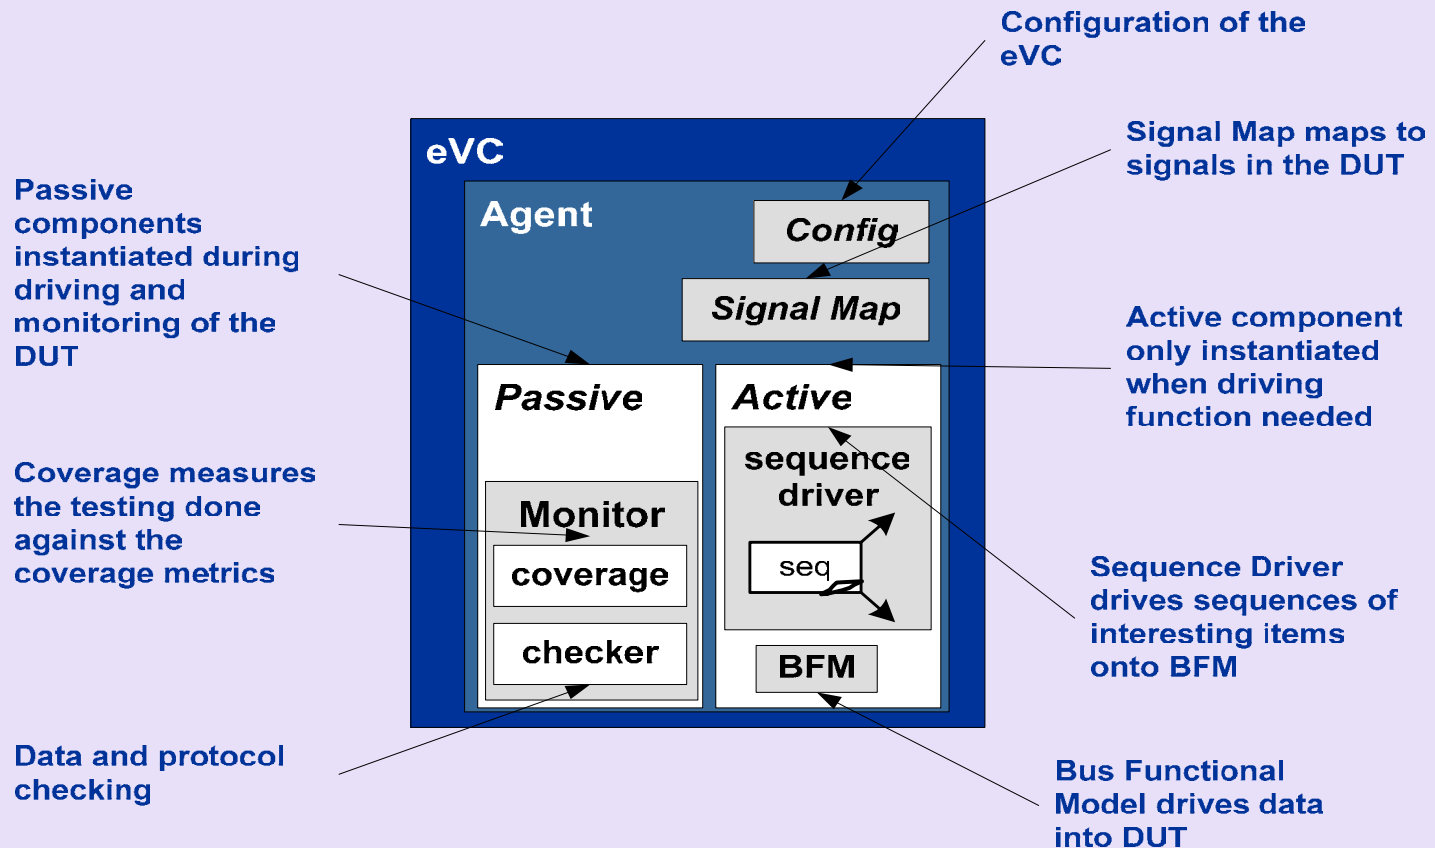 Configuration of the
eVC
Signal Map maps to
signals in the DUT
eVC
Passive
components
instantiated during
driving and
monitoring of the
DUT
Agent
Config
Signal Map
Active component
only instantiated
when driving
function needed
Passive
Active
Coverage measures
the testing done
against the
coverage metrics
Monitor
coverage
checker
sequence
driver
seq
BFM
Sequence Driver
drives sequences of
interesting items
onto BFM
Data and protocol
checking
Bus Functional
Model drives data
into DUT